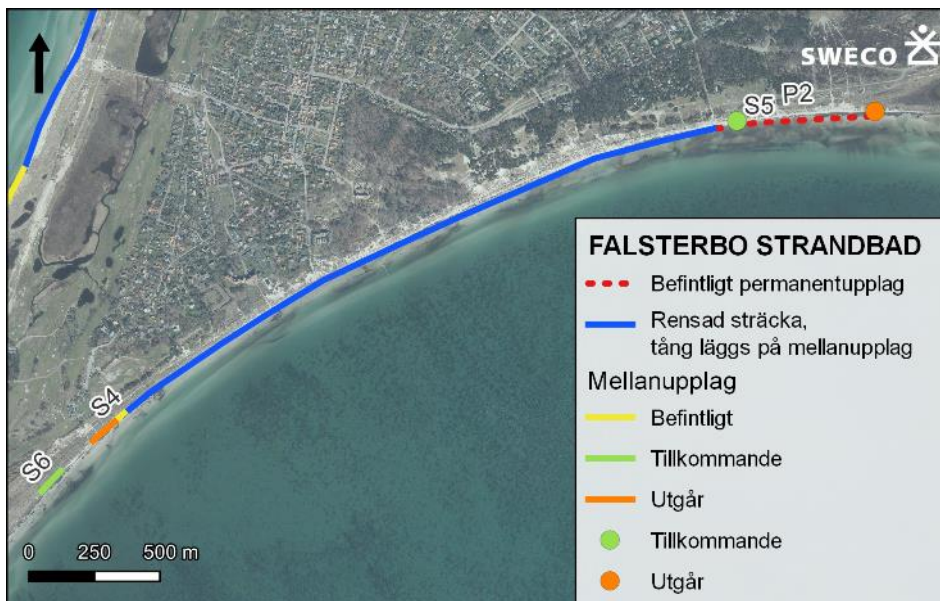 SWECO
S5
P2
S4
S6
0 250 500 m
FALSTERBO STRANDBAD
Befintligt permanentupplag
Rensad sträcka,
tång läggs på mellanupplag
Mellanupplag
Befintligt
Tillkommande
Utgår
Tillkommande
Utgår